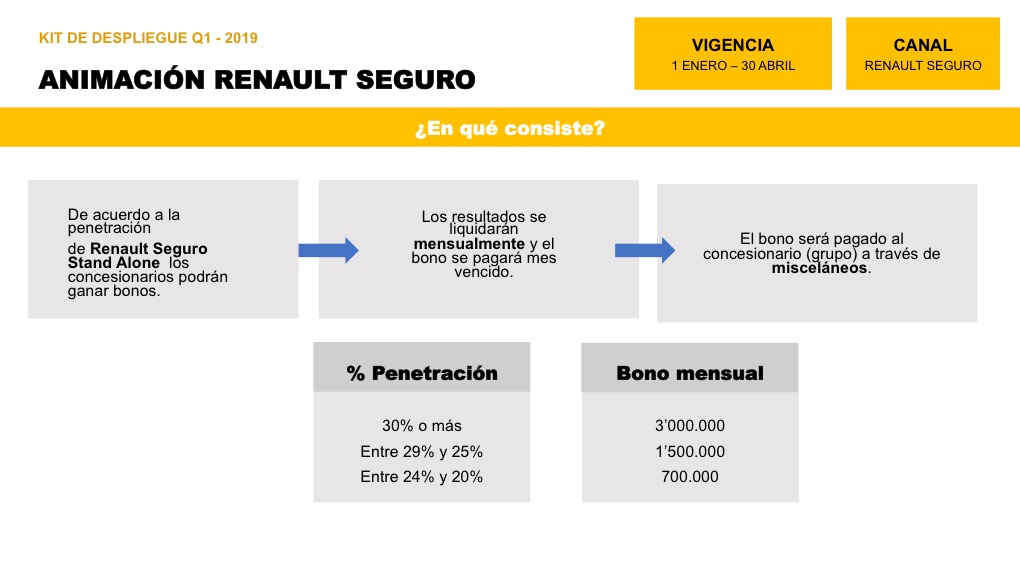 KIT DE DESPLIEGUE Q1 - 2019
ANIMACIÓN RENAULT SEGURO
VIGENCIA
1 ENERO – 30 ABRIL
CANAL
RENAULT SEGURO
¿En qué consiste?
De acuerdo a la
penetración
de Renault Seguro
Stand Alone los
concesionarios podrán
ganar bonos.
Los resultados se
liquidarán
mensualmente y el
bono se pagará mes
vencido.
El bono será pagado al
concesionario (grupo) a través de
misceláneos.
% Penetración
30% o más
Entre 29% y 25%
Entre 24% y 20%
Bono mensual
3’000.000
1’500.000
700.000